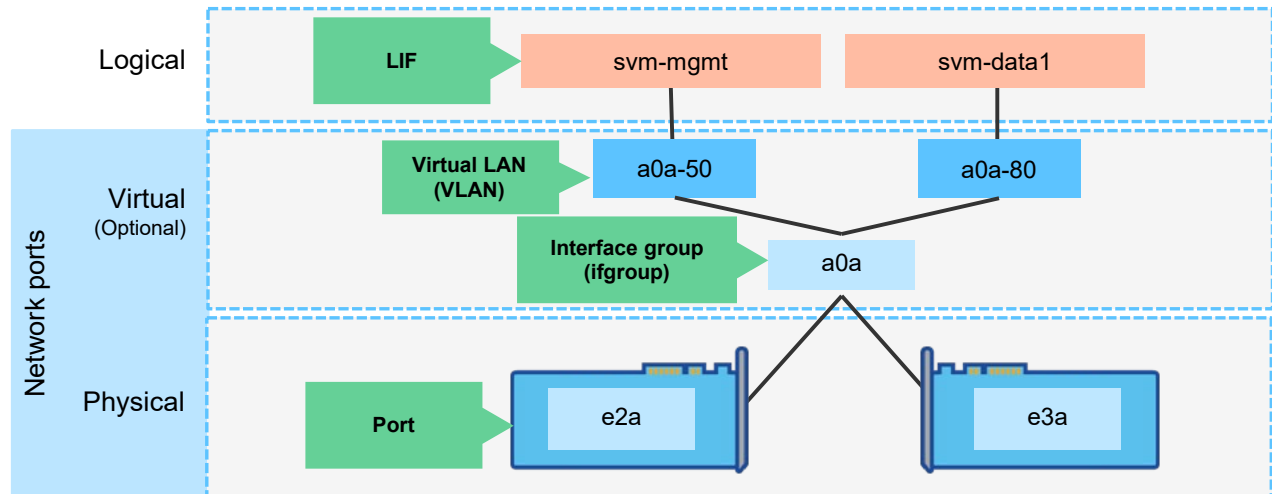 Logical
LIF
svm-mgmt
svm-data1
Network ports
Virtual
(Optional)
Virtual LAN
(VLAN)
a0a-50
a0a-80
Interface group
(ifgroup)
a0a
Physical
Port
e2a
e3a